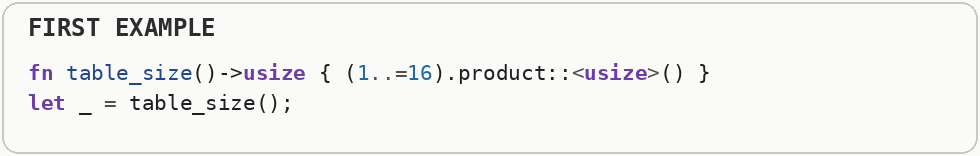 FIRST EXAMPLE
fn table_size()->usize { (1..=16).product::<usize>() }
let _ = table_size();